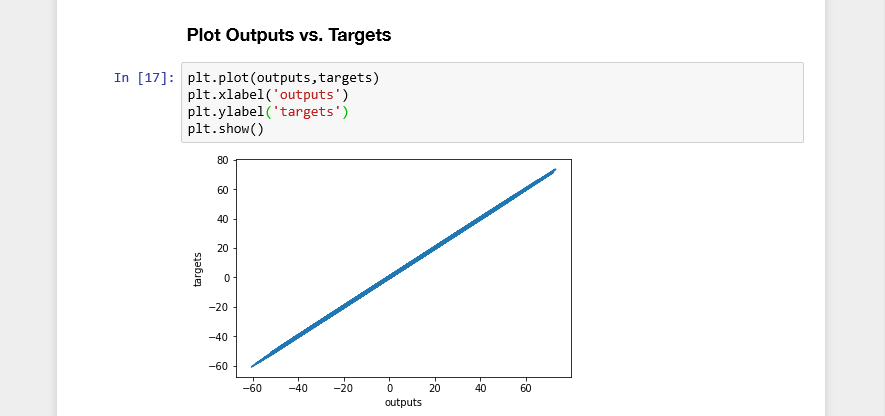 Plot Outputs vs. Targets
In [17]:
plt.plot(outputs,targets)
plt.xlabel('outputs')
plt.ylabel('targets')
plt.show()
80
60
40
20
0
−20
−40
−60
targets
−60 −40 −20 0 20 40 60
outputs